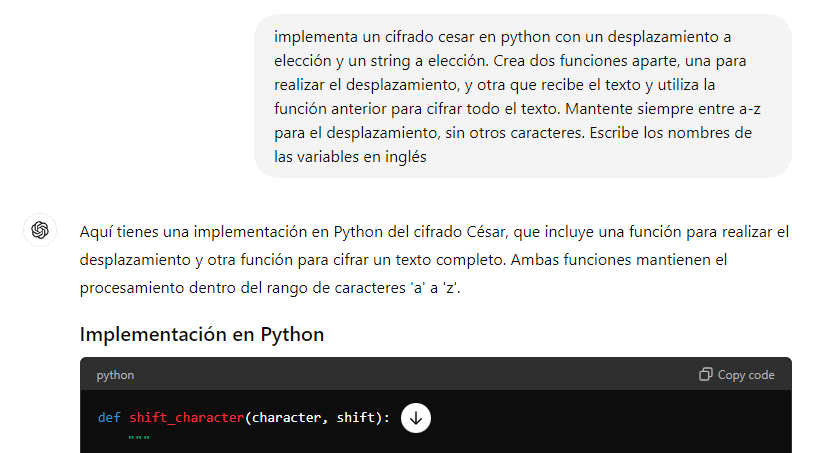 implementa un cifrado cesar en python con un desplazamiento a
elección y un string a elección. Crea dos funciones aparte, una para
realizar el desplazamiento, y otra que recibe el texto y utiliza la
función anterior para cifrar todo el texto. Mantente siempre entre a-z
para el desplazamiento, sin otros caracteres. Escribe los nombres de
las variables en inglés
Aquí tienes una implementación en Python del cifrado César, que incluye una función para realizar el
desplazamiento y otra función para cifrar un texto completo. Ambas funciones mantienen el
procesamiento dentro del rango de caracteres 'a' a 'z'.
Implementación en Python
python Copy code
def shift_character(character, shift):
"""